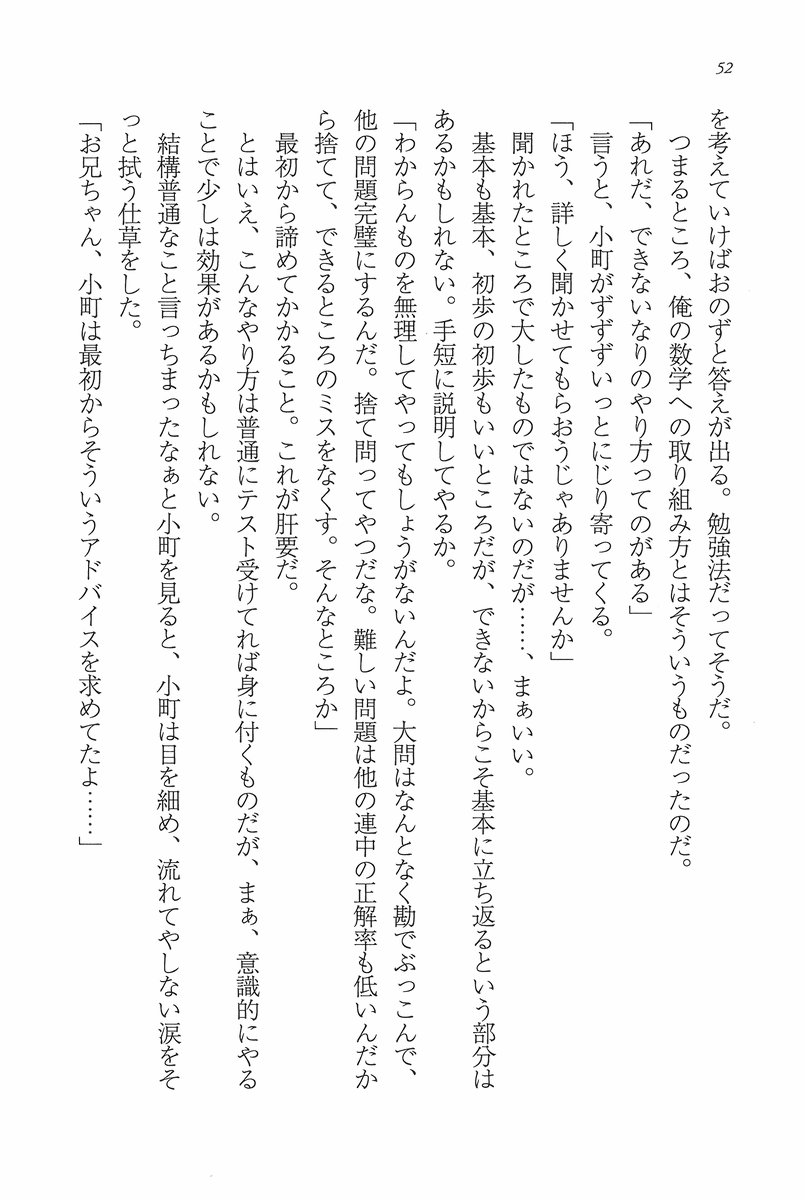 52
を考えていけばおのずと答えが出る。勉強法だってそうだ。
つまるところ、俺の数学への取り組み方とはそういうものだったのだ。
「あれだ、できないなりのやり方ってのがある」
言うと、小町がずずずいっとにじり寄ってくる。
「ほう、詳しく聞かせてもらおうじゃありませんか」
聞かれたところで大したものではないのだが……、まぁいい。
基本も基本、初歩の初歩もいいところだが、できないからこそ基本に立ち返るという部分は
あるかもしれない。手短に説明してやるか。
「わからんものを無理してやってもしょうがないんだよ。大問はなんとなく勘でぶっこんで、
他の問題完璧にするんだ。捨て問ってやつだな。難しい問題は他の連中の正解率も低いんだか
ら捨てて、できるところのミスをなくす。そんなところか」
最初から諦めてかかること。これが肝要だ。
とはいえ、こんなやり方は普通にテスト受けてれば身に付くものだが、まぁ、意識的にやる
ことで少しは効果があるかもしれない。
結構普通なこと言っちまったなぁと小町を見ると、小町は目を細め、流れてやしない涙をそ
っと拭う仕草をした。
「お兄ちゃん、小町は最初からそういうアドバイスを求めてたよ……」